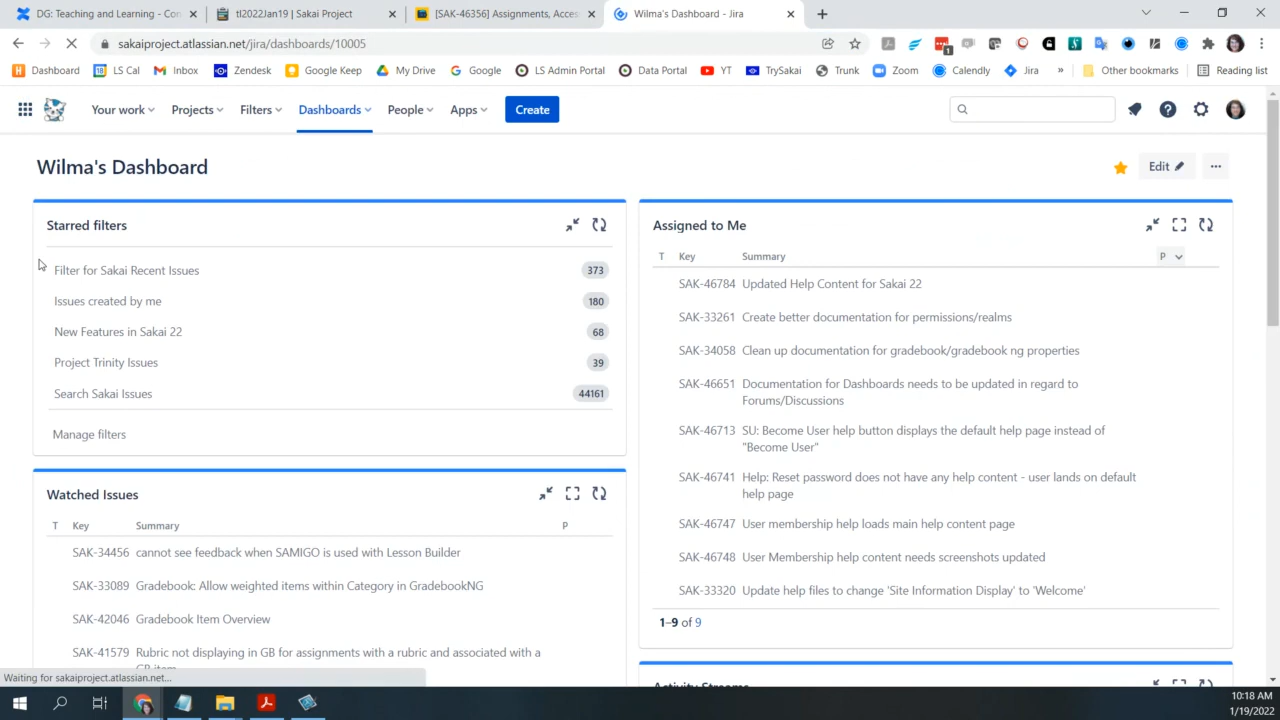 DG: Teaching and Learning - Con
tl2022Jan19 | Sakai Project
[SAK-46356] Assignments, Acces
Wilma's Dashboard - Jira
sakaiproject.atlassian.net/jira/dashboards/10005
Dashboard
LS Cal
Inbox
Zendesk
Google Keep
My Drive
Google
LS Admin Portal
Data Portal
YT
TrySakai
Trunk
Zoom
Calendly
Jira
»
Other bookmarks
Reading list
Your work
Projects
Filters
Dashboards
People
Apps
Create
Wilma's Dashboard
Edit
Starred filters
Filter for Sakai Recent Issues 373
Issues created by me 180
New Features in Sakai 22 68
Project Trinity Issues 39
Search Sakai Issues 44161
Manage filters
Watched Issues
T Key Summary P
SAK-34456 cannot see feedback when SAMIGO is used with Lesson Builder
SAK-33089 Gradebook: Allow weighted items within Category in GradebookNG
SAK-42046 Gradebook Item Overview
SAK-41579 Rubric not displaying in GB for assignments with a rubric and associated with a
GB item
Assigned to Me
T Key Summary P
SAK-46784 Updated Help Content for Sakai 22
SAK-33261 Create better documentation for permissions/realms
SAK-34058 Clean up documentation for gradebook/gradebook ng properties
SAK-46651 Documentation for Dashboards needs to be updated in regard to
Forums/Discussions
SAK-46713 SU: Become User help button displays the default help page instead of
"Become User"
SAK-46741 Help: Reset password does not have any help content - user lands on default
help page
SAK-46747 User membership help loads main help content page
SAK-46748 User Membership help content needs screenshots updated
SAK-33320 Update help files to change 'Site Information Display' to 'Welcome'
1–9 of 9
Activity Streams
Waiting for sakaiproject.atlassian.net...
10:18 AM
1/19/2022